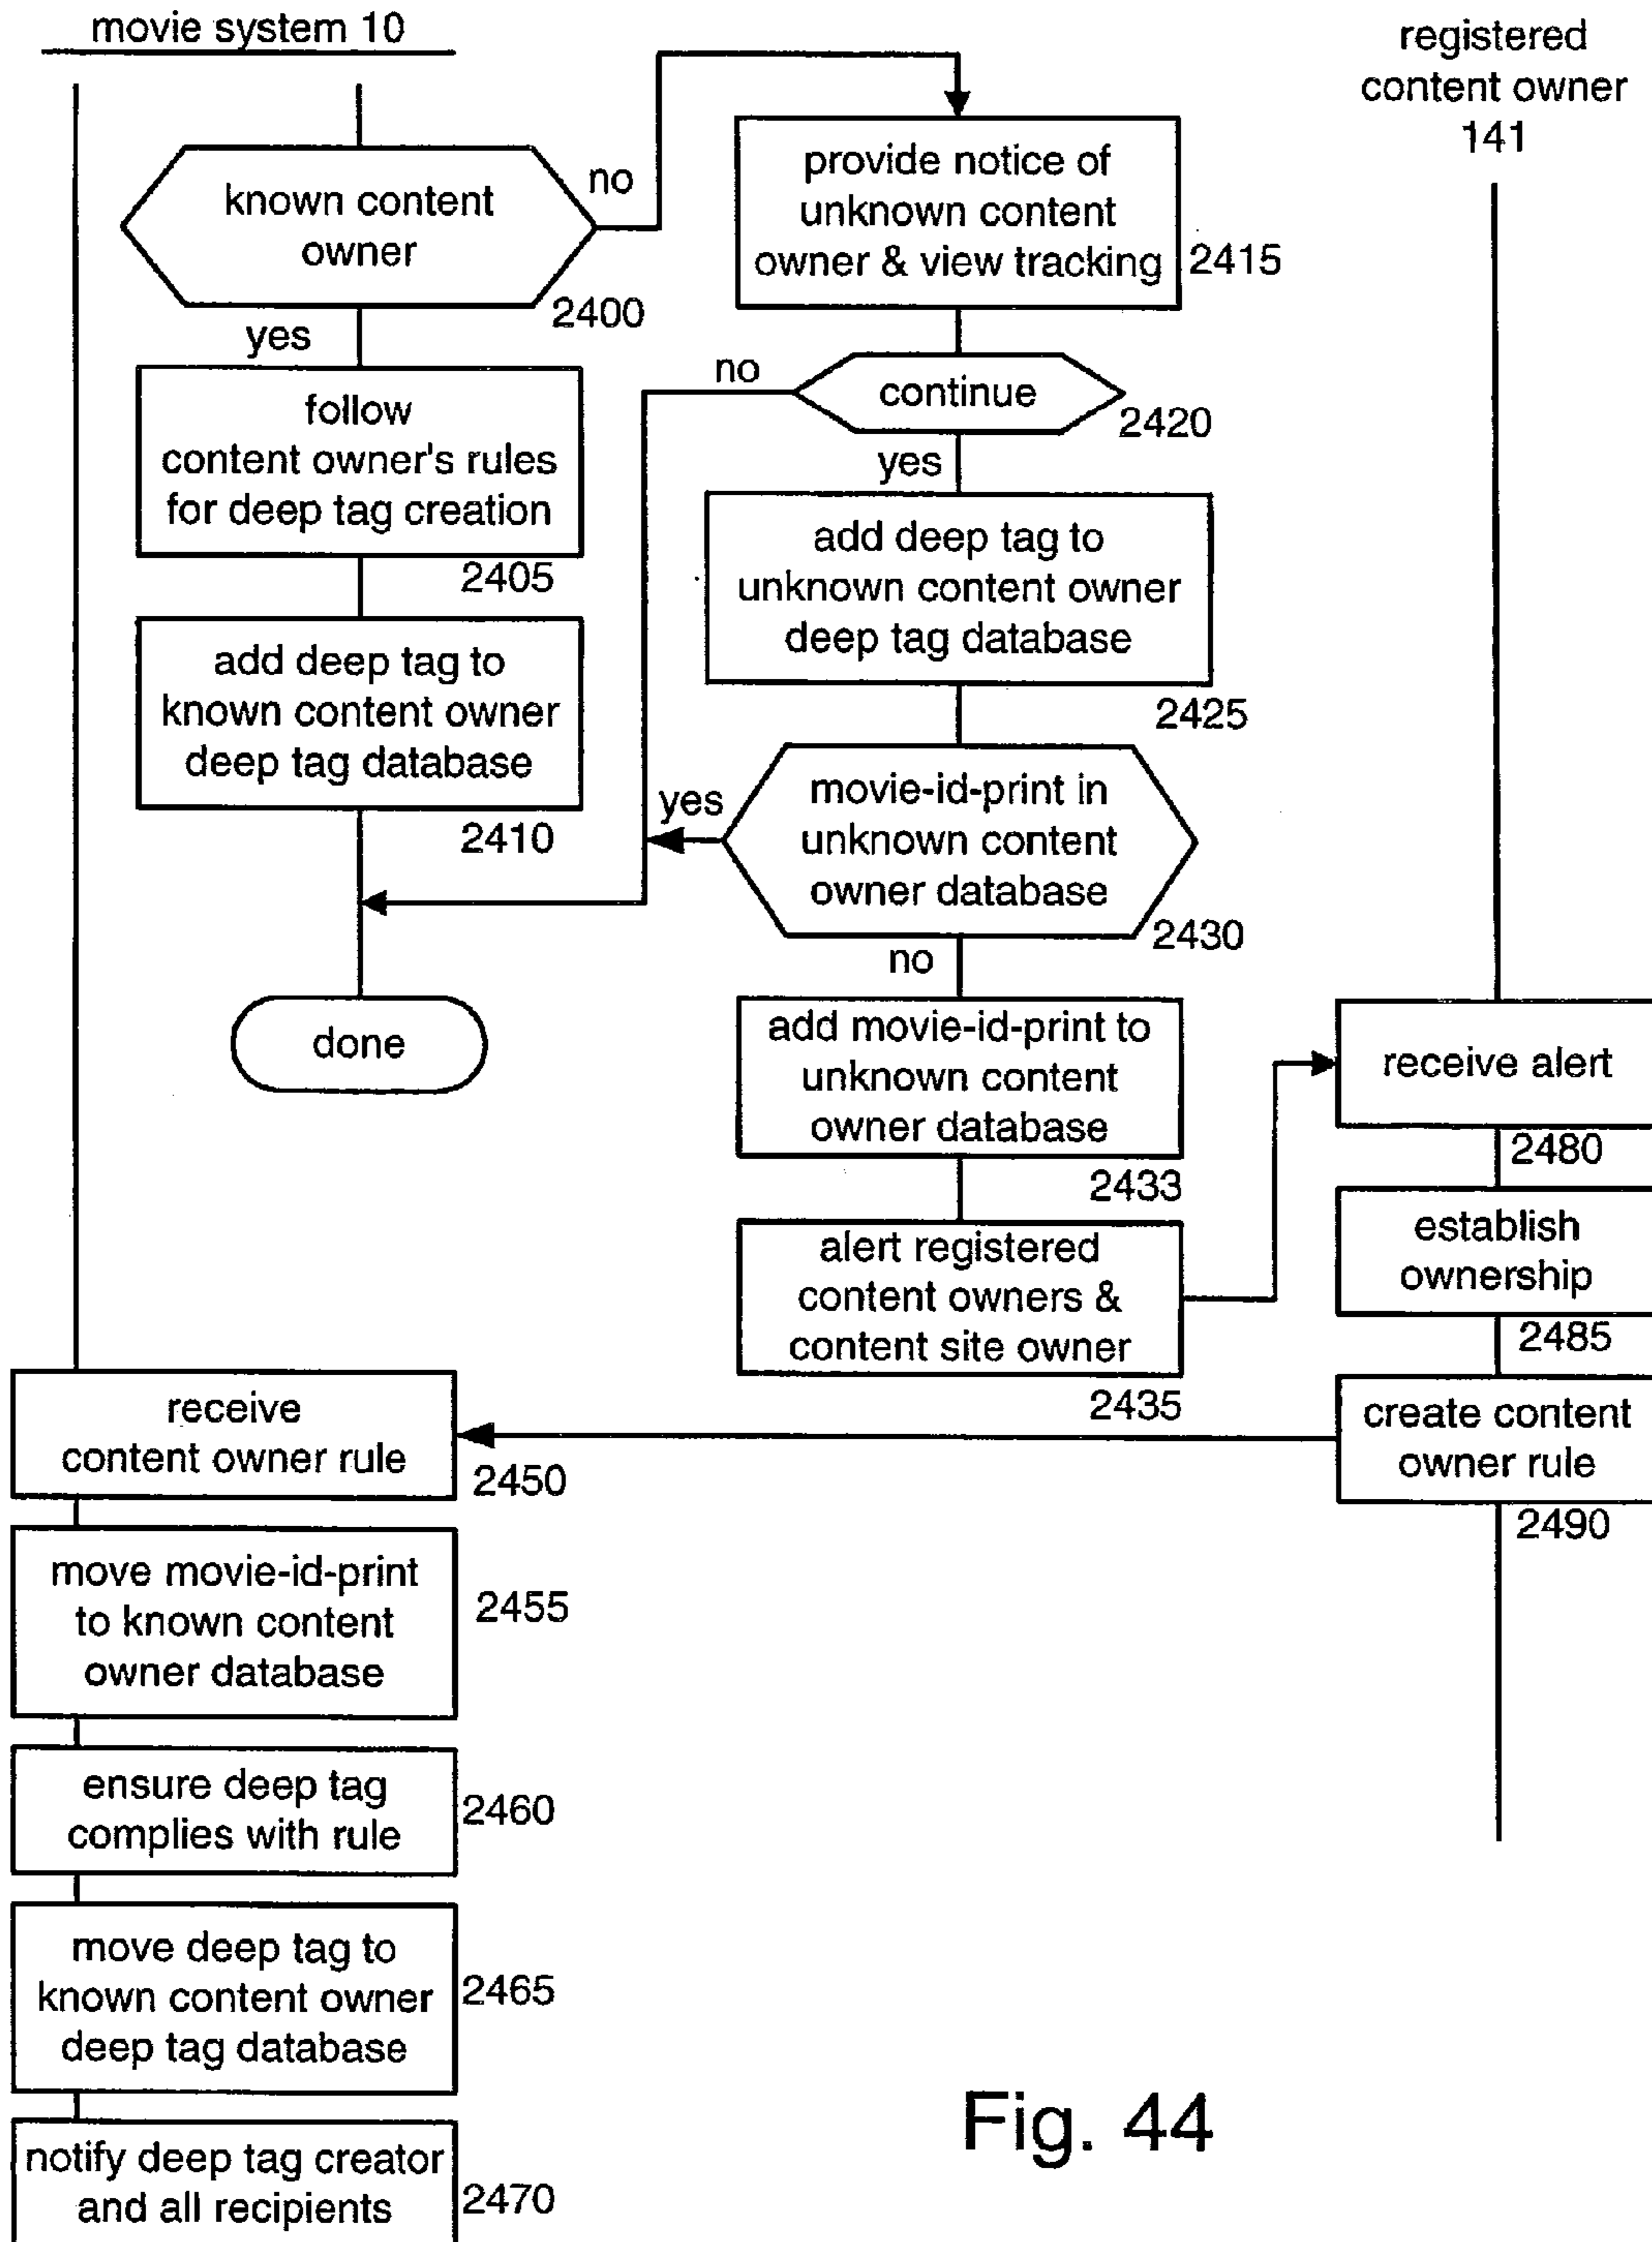 movie system 10
registered
content owner
141
known content
owner
no
2400
yes
provide notice of
unknown content
owner & view tracking
2415
follow
content owner's rules
for deep tag creation
2405
no
continue
2420
yes
add deep tag to
known content owner
deep tag database
2410
add deep tag to
unknown content owner
deep tag database
2425
yes
movie-id-print in
unknown content
owner database
2430
no
done
add movie-id-print to
unknown content
owner database
2433
receive alert
2480
alert registered
content owners &
content site owner
2435
establish
ownership
2485
receive
content owner rule
2450
create content
owner rule
2490
move movie-id-print
to known content
owner database
2455
ensure deep tag
complies with rule
2460
move deep tag to
known content owner
deep tag database
2465
notify deep tag creator
and all recipients
2470
Fig. 44